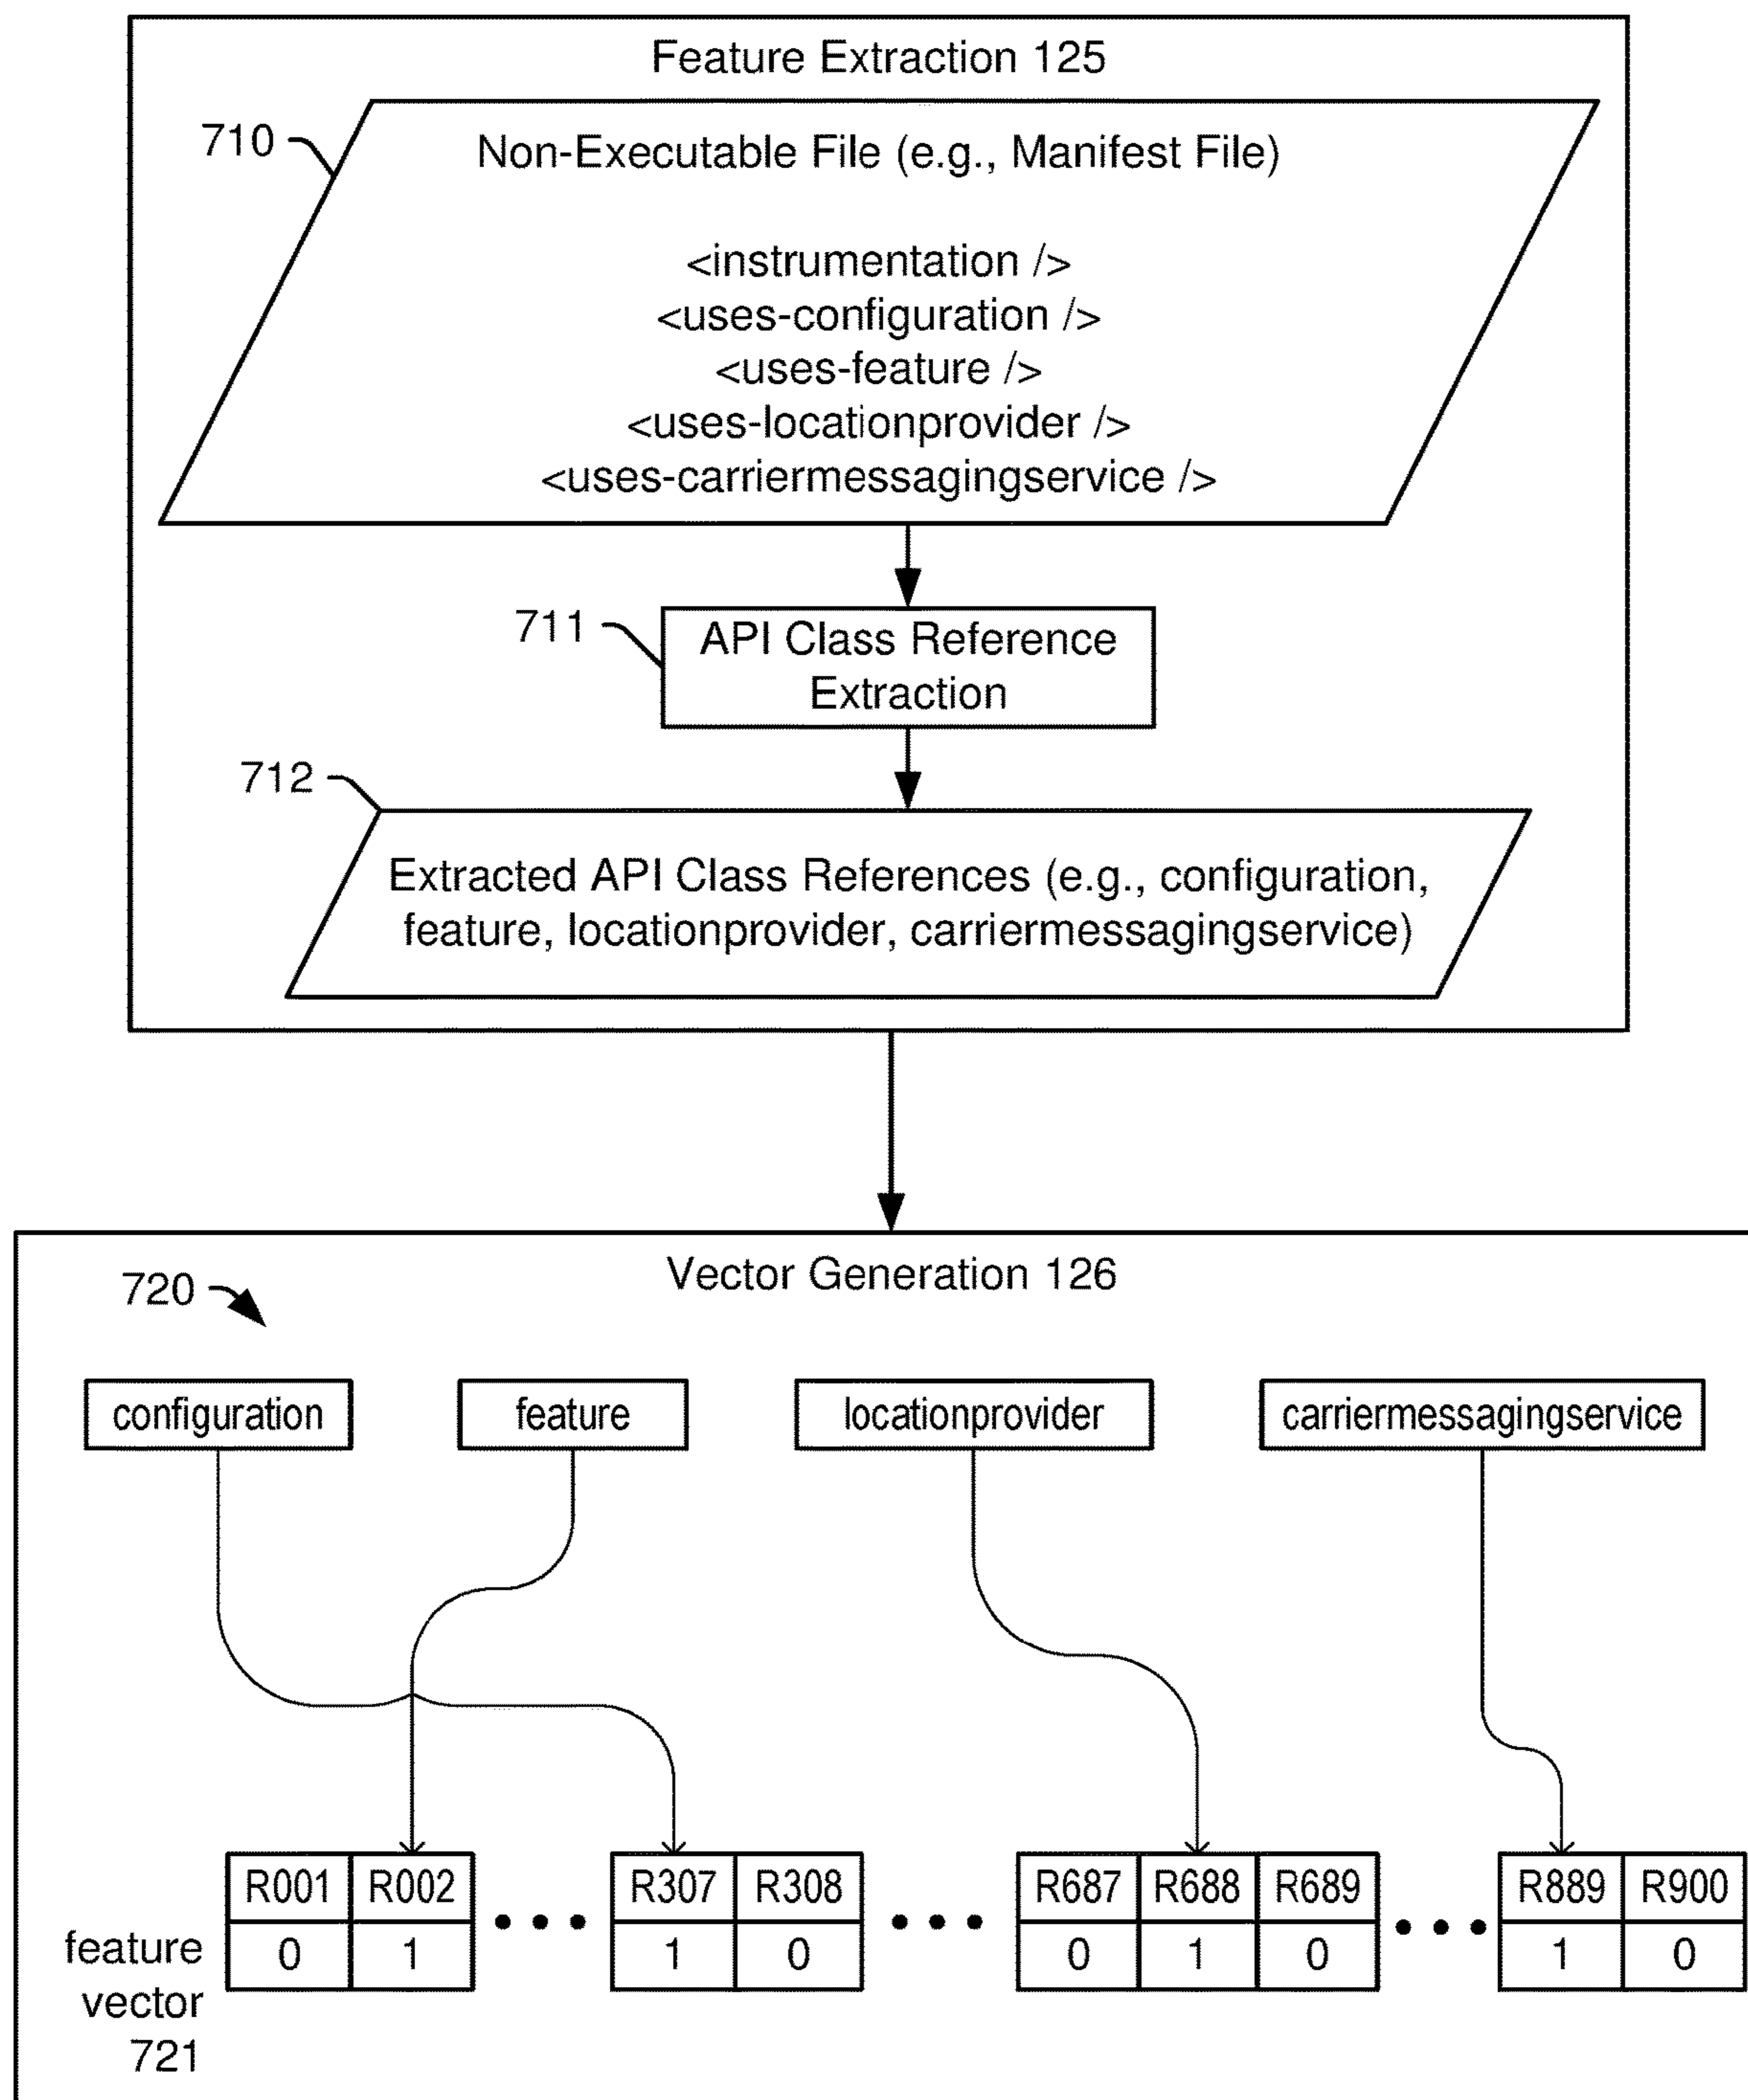 Feature Extraction 125
710
Non-Executable File (e.g., Manifest File)
<instrumentation />
<uses-configuration />
<uses-feature />
<uses-locationprovider />
<uses-carriermessagingservice />
711
API Class Reference
Extraction
712
Extracted API Class References (e.g., configuration,
feature, locationprovider, carriermessagingservice)
Vector Generation 126
720
configuration
feature
locationprovider
carriermessagingservice
R001 R002 R307 R308 R687 R688 R689 R889 R900
0 1 1 0 0 1 0 1 0
feature
vector
721